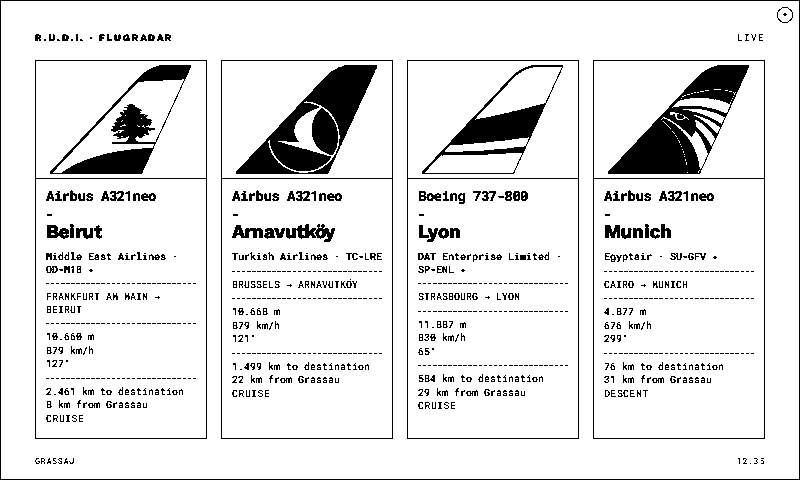 R.U.D.I. · FLUGRADAR
LIVE
Airbus A321neo
-
Beirut
Middle East Airlines ·
OD-M1B ✦
FRANKFURT AM MAIN →
BEIRUT
10.660 m
879 km/h
127°
2.461 km to destination
8 km from Grassau
CRUISE
Airbus A321neo
-
Arnavutköy
Turkish Airlines · TC-LRE
BRUSSELS → ARNAVUTKÖY
10.668 m
879 km/h
121°
1.499 km to destination
22 km from Grassau
CRUISE
Boeing 737-800
-
Lyon
DAT Enterprise Limited ·
SP-ENL ✦
STRASBOURG → LYON
11.887 m
830 km/h
65°
584 km to destination
29 km from Grassau
CRUISE
Airbus A321neo
-
Munich
Egyptair · SU-GFV ✦
CAIRO → MUNICH
4.877 m
676 km/h
299°
76 km to destination
31 km from Grassau
DESCENT
GRASSAU
12.35